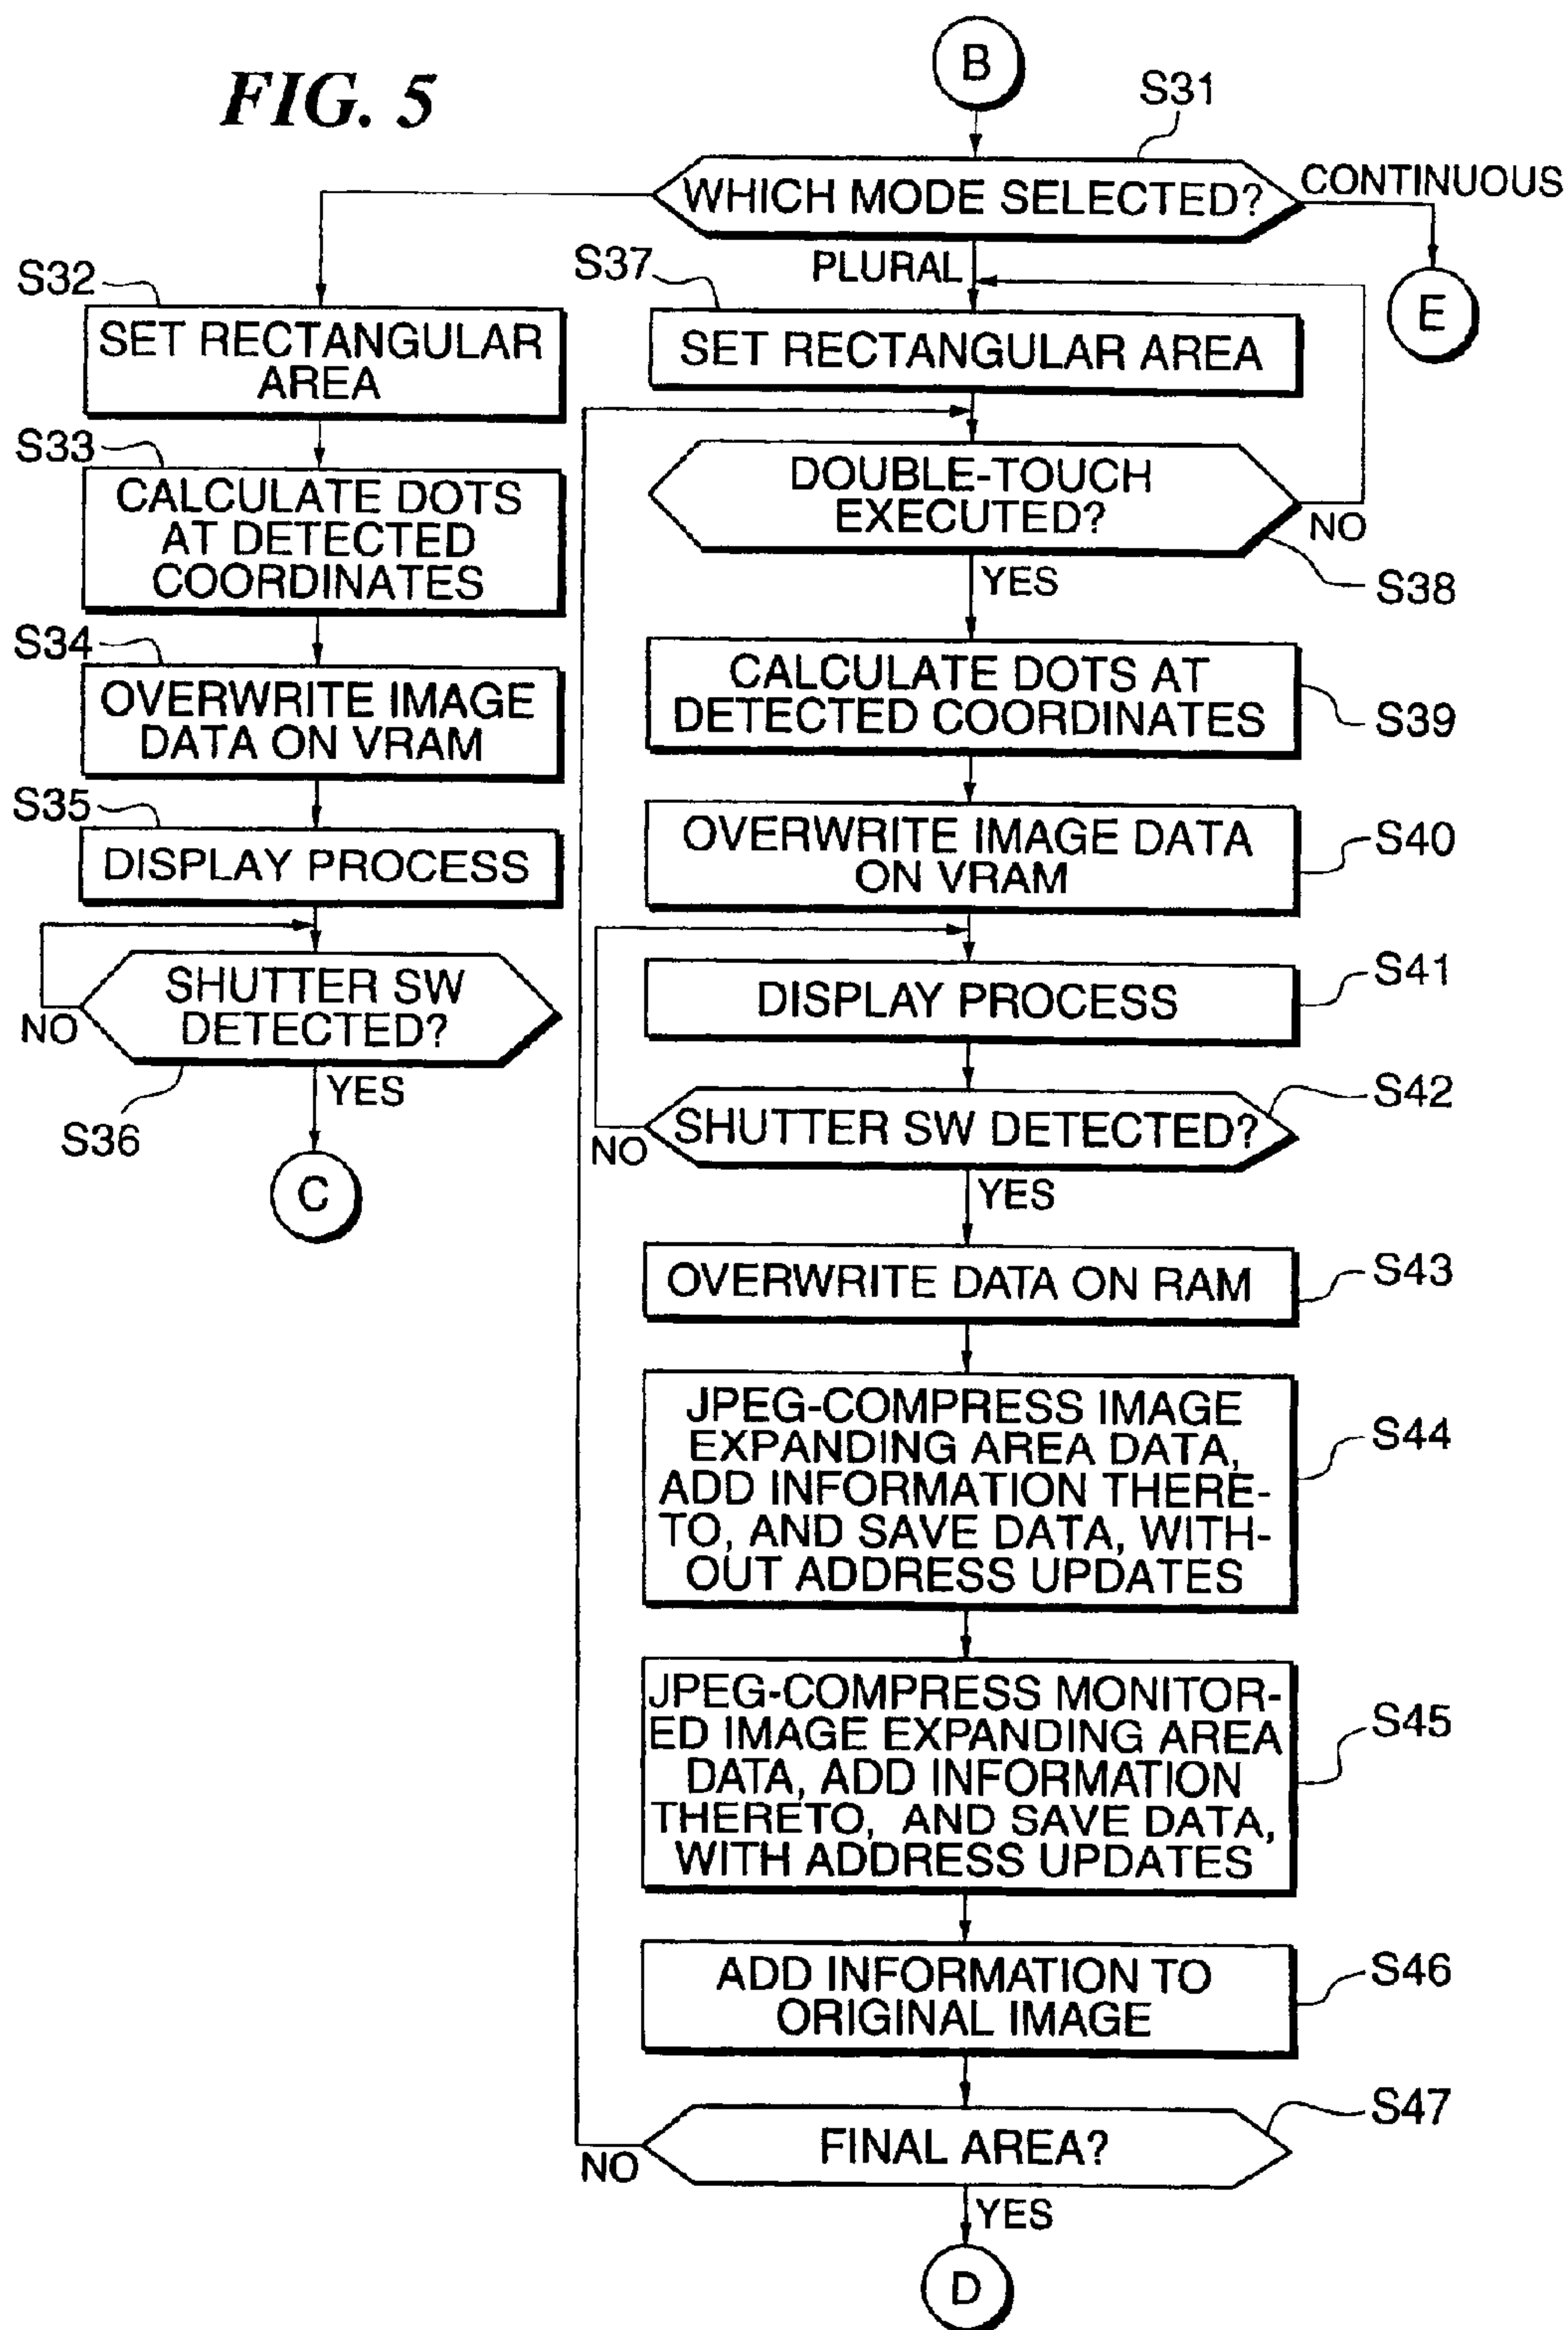 FIG. 5
B
S31
WHICH MODE SELECTED?
CONTINUOUS
E
S32
SET RECTANGULAR
AREA
S33
CALCULATE DOTS
AT DETECTED
COORDINATES
S34
OVERWRITE IMAGE
DATA ON VRAM
S35
DISPLAY PROCESS
SHUTTER SW
DETECTED?
NO
YES
S36
C
PLURAL
S37
SET RECTANGULAR AREA
DOUBLE-TOUCH
EXECUTED?
NO
S38
YES
CALCULATE DOTS AT
DETECTED COORDINATES
S39
OVERWRITE IMAGE DATA
ON VRAM
S40
DISPLAY PROCESS
S41
SHUTTER SW DETECTED?
S42
NO
YES
OVERWRITE DATA ON RAM
S43
JPEG-COMPRESS IMAGE
EXPANDING AREA DATA,
ADD INFORMATION THERE-
TO, AND SAVE DATA, WITH-
OUT ADDRESS UPDATES
S44
JPEG-COMPRESS MONITOR-
ED IMAGE EXPANDING AREA
DATA, ADD INFORMATION
THERETO, AND SAVE DATA,
WITH ADDRESS UPDATES
S45
ADD INFORMATION TO
ORIGINAL IMAGE
S46
FINAL AREA?
S47
NO
YES
D